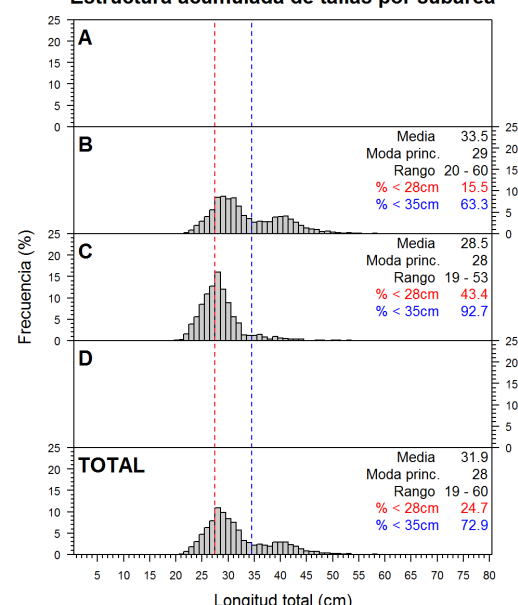 Estructura acumulada de tallas por subárea
25
20
15
10
5
0
A
B
Media 33.5
Moda princ. 29
Rango 20 - 60
% < 28cm 15.5
% < 35cm 63.3
25
20
15
10
5
0
25
20
15
10
5
0
C
Media 28.5
Moda princ. 28
Rango 19 - 53
% < 28cm 43.4
% < 35cm 92.7
D
25
20
15
10
5
0
25
20
15
10
5
0
TOTAL
Media 31.9
Moda princ. 28
Rango 19 - 60
% < 28cm 24.7
% < 35cm 72.9
5 10 15 20 25 30 35 40 45 50 55 60 65 70 75 80
Frecuencia (%)
Longitud total (cm)